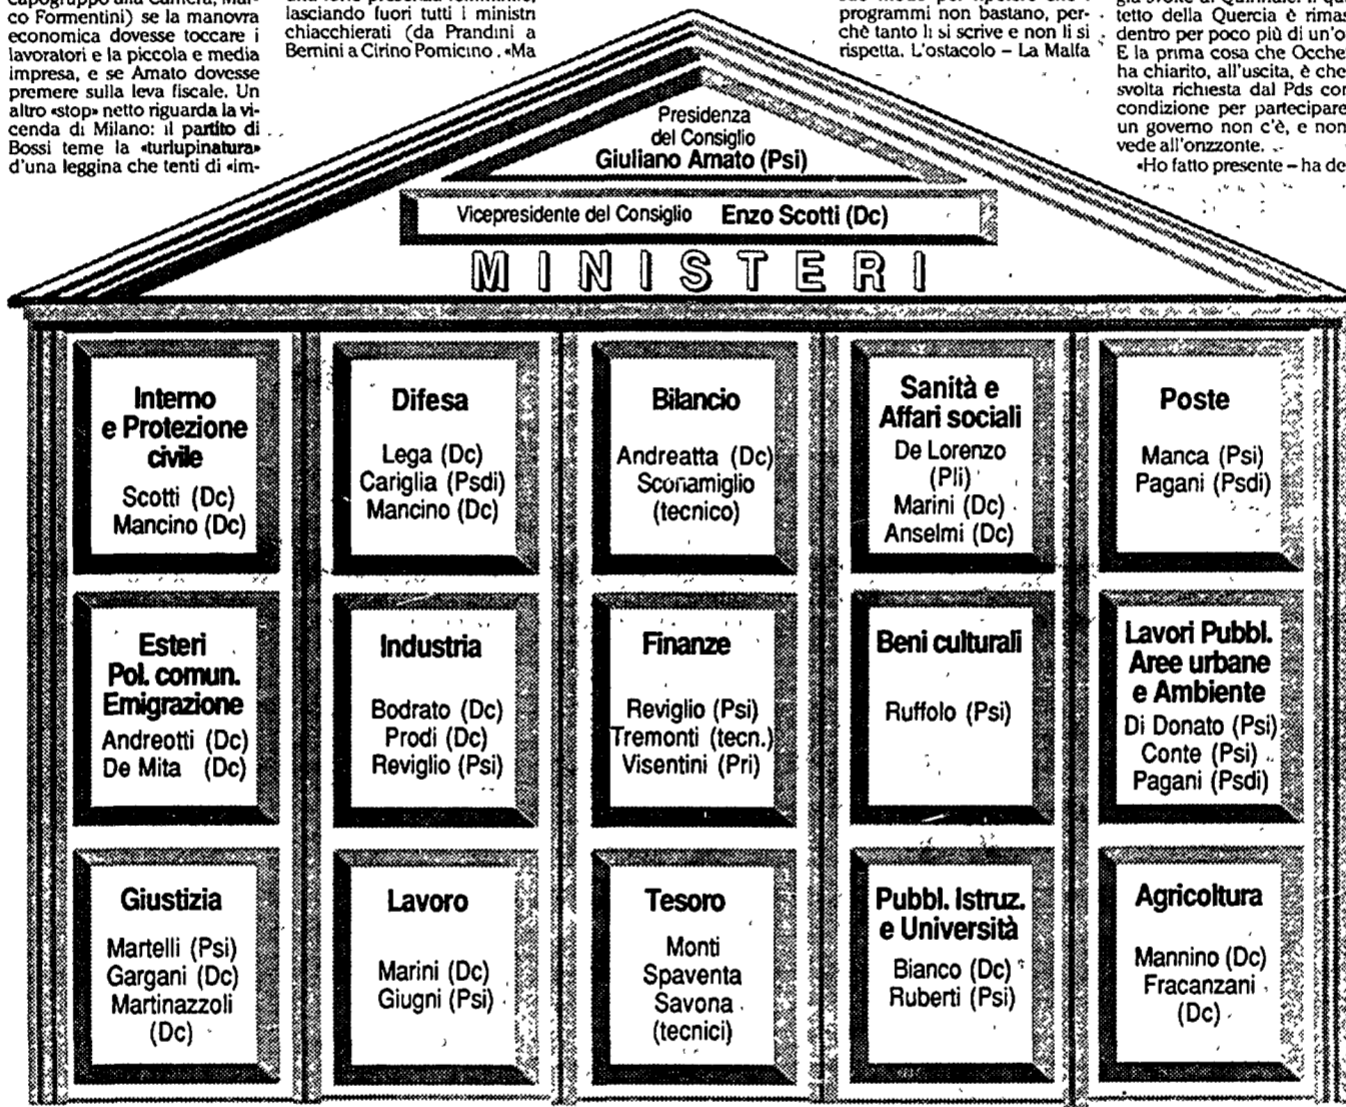 capogruppo alla Camera, Mar-
co Formentini) se la manovra
economica dovesse toccare i
lavoratori e la piccola e media
impresa, e se Amato dovesse
premere sulla leva fiscale. Un
altro «stop» netto riguarda la vi-
cenda di Milano: il partito di
Bossi teme la «turlupinatura»
d'una leggina che tenti di «im-
lasciando fuori tutti i ministri
chiacchierati (da Prandini a
Bernini a Cirino Pomicino. «Ma
programmi non bastano, per-
chè tanto lì si scrive e non li si
rispetta. L'ostacolo – La Malfa
tetto della Quercia è rimas
dentro per poco più di un'o
E la prima cosa che Occhet
ha chiarito, all'uscita, è che
svolta richiesta dal Pds con
condizione per partecipare
un governo non c'è, e non
vede all'orizzonte.
«Ho fatto presente – ha de
Presidenza
del Consiglio
Giuliano Amato (Psi)
Vicepresidente del Consiglio Enzo Scotti (Dc)
MINISTERI
Interno
e Protezione
civile
Scotti (Dc)
Mancino (Dc)
Difesa
Lega (Dc)
Cariglia (Psdi)
Mancino (Dc)
Bilancio
Andreatta (Dc)
Scognamiglio
(tecnico)
Sanità e
Affari sociali
De Lorenzo
(Pli)
Marini (Dc)
Anselmi (Dc)
Poste
Manca (Psi)
Pagani (Psdi)
Esteri
Pol. comun.
Emigrazione
Andreotti (Dc)
De Mita (Dc)
Industria
Bodrato (Dc)
Prodi (Dc)
Reviglio (Psi)
Finanze
Reviglio (Psi)
Tremonti (tecn.)
Visentini (Pri)
Beni culturali
Ruffolo (Psi)
Lavori Pubbl.
Aree urbane
e Ambiente
Di Donato (Psi)
Conte (Psi)
Pagani (Psdi)
Giustizia
Martelli (Psi)
Gargani (Dc)
Martinazzoli
(Dc)
Lavoro
Marini (Dc)
Giugni (Psi)
Tesoro
Monti
Spaventa
Savona
(tecnici)
Pubbl. Istruz.
e Università
Bianco (Dc)
Ruberti (Psi)
Agricoltura
Mannino (Dc)
Fracanzani
(Dc)